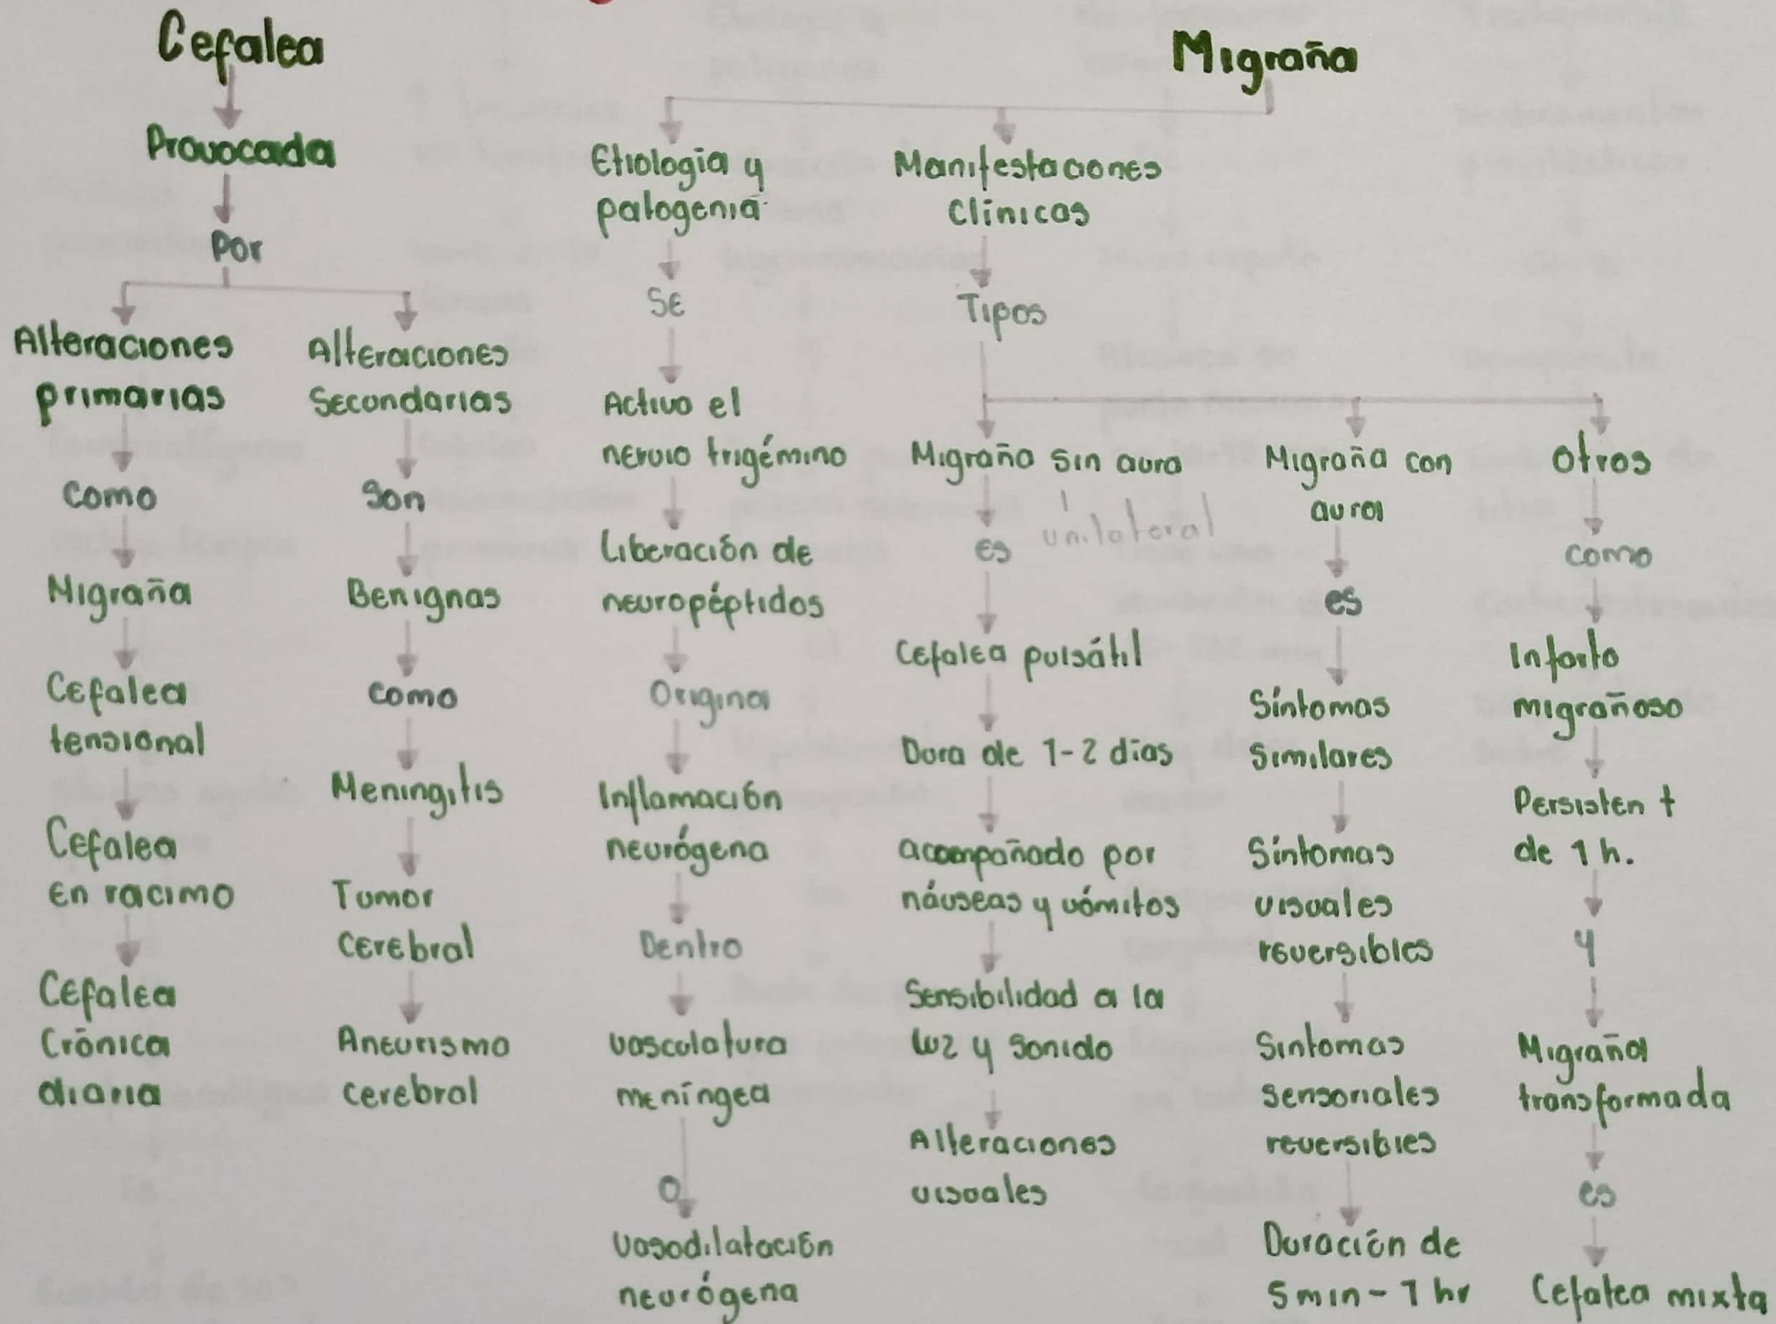 Cefalea
Provocada
Por
Alteraciones
primarias
como
Migraña
Cefalea
tensional
Cefalea
En racimo
Cefalea
Crónica
diaria
Alteraciones
Secondarias
Son
Benignas
como
Meningitis
Tumor
cerebral
Aneurismo
cerebral
Migraña
Etiologia y
patogenia
Se
Activo el
nervio trigémino
Liberación de
neuropéptidos
Origina
Inflamación
neurógena
Dentro
vasculatura
meníngea
O
Vasodilatación
neurógena
Manifestaciones
Clínicas
Tipos
Migraña sin aura
unilateral
es
Cefalea pulsátil
Dura de 1-2 días
acompañado por
náuseas y vómitos
Sensibilidad a la
luz y sonido
Alteraciones
visuales
Migraña con
aura
es
Síntomas
Similares
Síntomas
visuales
reversibles
Sintomas
sensoriales
reversibles
Duración de
5 min - 1 hr
Otros
como
Infarto
migrañoso
Persisten +
de 1 h.
y
Migraña
transformada
es
Cefalea mixta